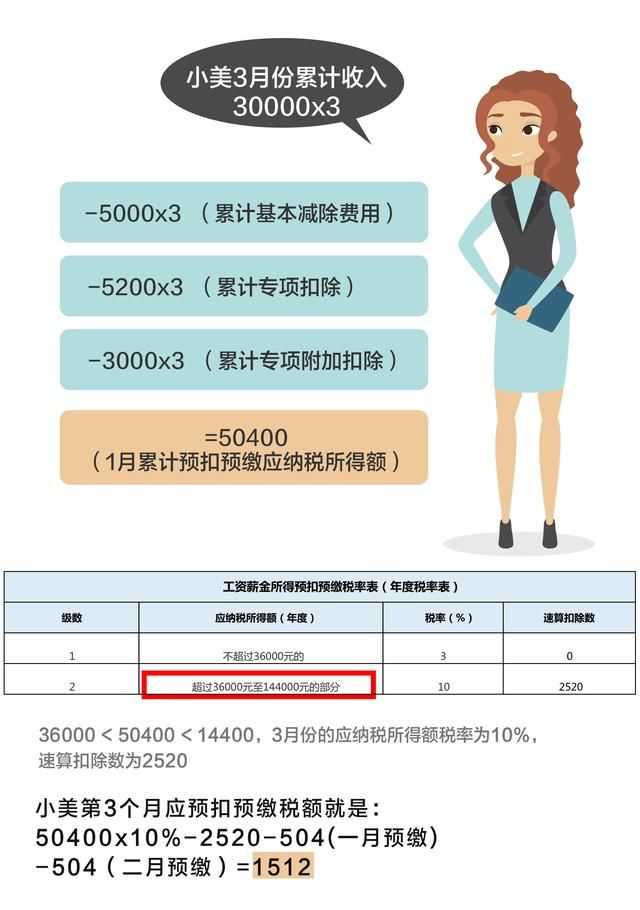 小美3月份累计收入
30000x3
-5000x3 （累计基本减除费用）
-5200x3 （累计专项扣除）
-3000x3 （累计专项附加扣除）
=50400
（1月累计预扣预缴应纳税所得额）
工资薪金所得预扣预缴税率表（年度税率表）
级数 应纳税所得额（年度） 税率（%） 速算扣除数
1 不超过36000元的 3 0
2 超过36000元至144000元的部分 10 2520
36000＜50400＜14400，3月份的应纳税所得额税率为10%，
速算扣除数为2520
小美第3个月应预扣预缴税额就是：
50400x10%-2520-504(一月预缴)
-504（二月预缴）=1512